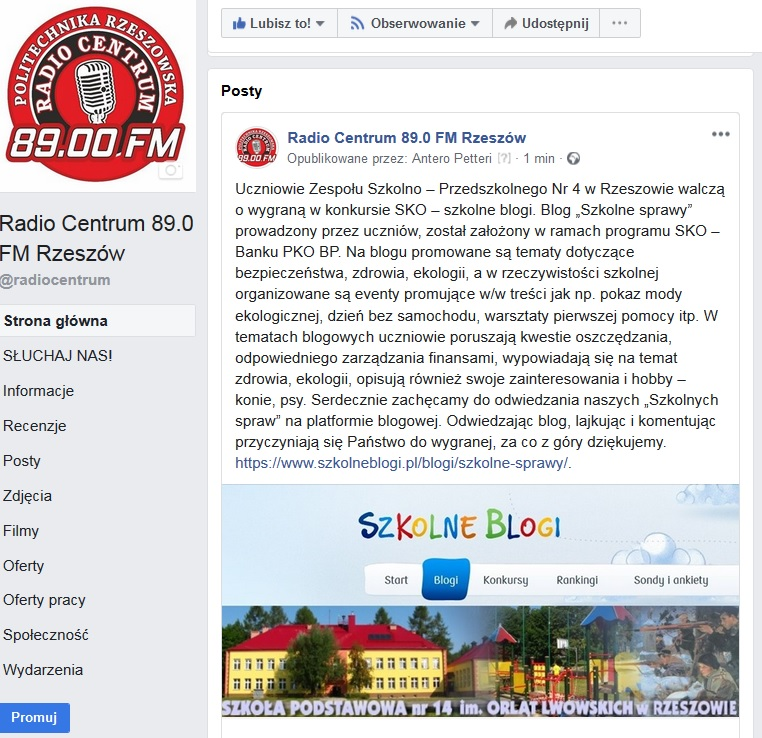 POLITECHNIKA RZESZOWSKA
RADIO CENTRUM
89.00 FM
Radio Centrum 89.0
FM Rzeszów
@radiocentrum
Strona główna
SŁUCHAJ NAS!
Informacje
Recenzje
Posty
Zdjęcia
Filmy
Oferty
Oferty pracy
Społeczność
Wydarzenia
Promuj
Lubisz to! Obserwowanie Udostępnij ...
Posty
RADIO CENTRUM
89.00 FM
Radio Centrum 89.0 FM Rzeszów
Opublikowane przez: Antero Petteri [?] · 1 min ·
Uczniowie Zespołu Szkolno – Przedszkolnego Nr 4 w Rzeszowie walczą
o wygraną w konkursie SKO – szkolne blogi. Blog „Szkolne sprawy”
prowadzony przez uczniów, został założony w ramach programu SKO –
Banku PKO BP. Na blogu promowane są tematy dotyczące
bezpieczeństwa, zdrowia, ekologii, a w rzeczywistości szkolnej
organizowane są eventy promujące w/w treści jak np. pokaz mody
ekologicznej, dzień bez samochodu, warsztaty pierwszej pomocy itp. W
tematach blogowych uczniowie poruszają kwestie oszczędzania,
odpowiedniego zarządzania finansami, wypowiadają się na temat
zdrowia, ekologii, opisują również swoje zainteresowania i hobby –
konie, psy. Serdecznie zachęcamy do odwiedzania naszych „Szkolnych
spraw” na platformie blogowej. Odwiedzając blog, lajkując i komentując
przyczyniają się Państwo do wygranej, za co z góry dziękujemy.
https://www.szkolneblogi.pl/blogi/szkolne-sprawy/.
SZKOLNE BLOGI
Start Blogi Konkursy Rankingi Sondy i ankiety
SZKOŁA PODSTAWOWA nr 14 im. ORLĄT LWOWSKICH w RZESZOWIE